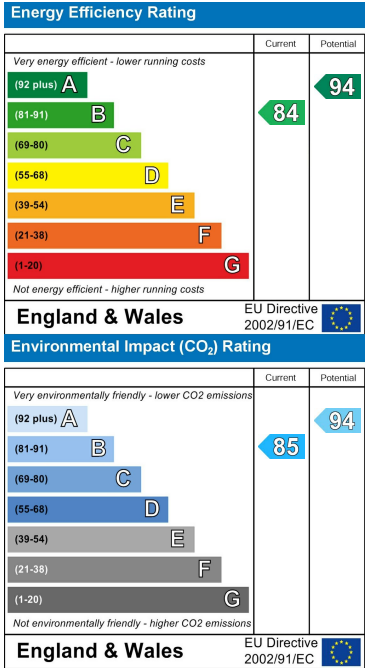 Energy Efficiency Rating
Current Potential
Very energy efficient - lower running costs
(92 plus) A 94
(81-91) B 84
(69-80) C
(55-68) D
(39-54) E
(21-38) F
(1-20) G
Not energy efficient - higher running costs
England & Wales EU Directive
2002/91/EC
Environmental Impact (CO₂) Rating
Current Potential
Very environmentally friendly - lower CO2 emissions
(92 plus) A 94
(81-91) B 85
(69-80) C
(55-68) D
(39-54) E
(21-38) F
(1-20) G
Not environmentally friendly - higher CO2 emissions
England & Wales EU Directive
2002/91/EC